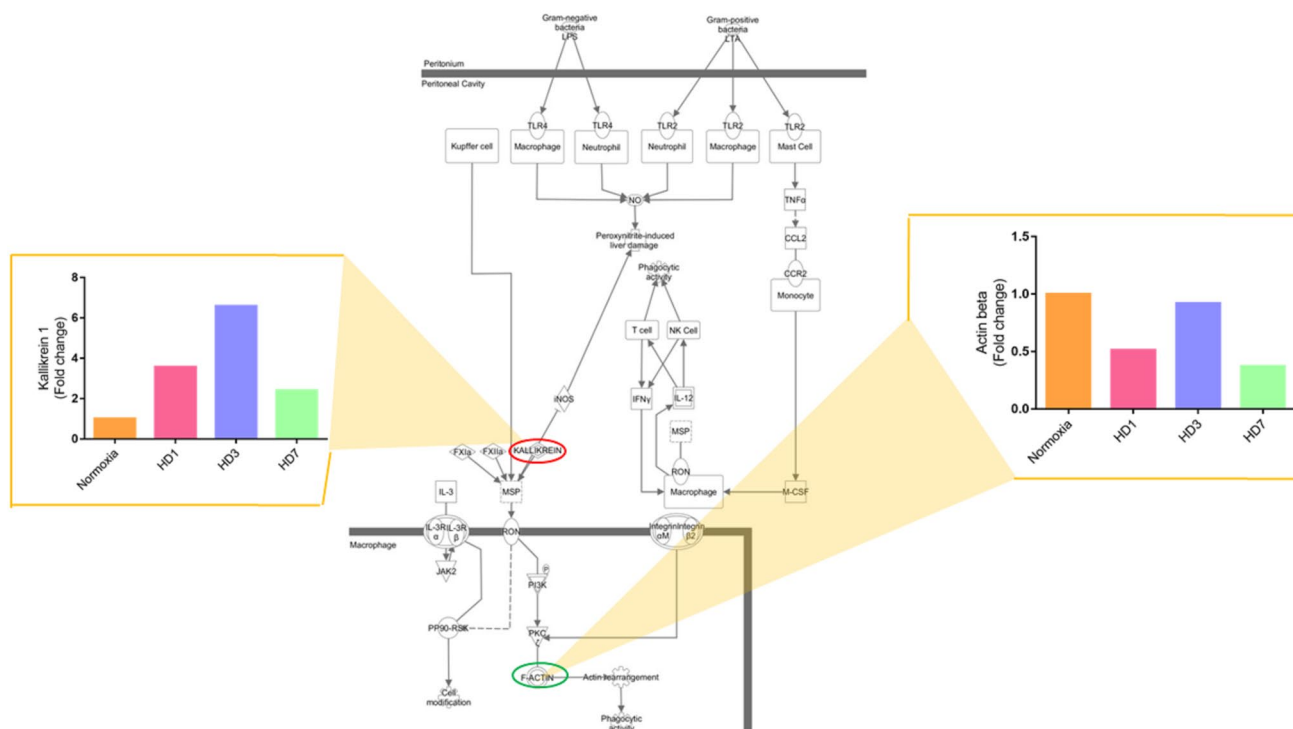 Gram-negative
bacteria
LPS
Gram-positive
bacteria
LTA
Peritonium
Peritoneal Cavity
TLR4
TLR4
TLR2
TLR2
TLR2
Kupffer cell
Macrophage
Neutrophil
Neutrophil
Macrophage
Mast Cell
NO
TNFα
Peroxynitrite-induced
liver damage
CCL2
Phagocytic
activity
CCR2
Monocyte
T cell
NK Cell
iNOS
IFNγ
IL-12
MSP
FXIa
FXIIa
KALLIKREIN
RON
IL-3
MSP
Macrophage
M-CSF
IL-3R
α
IL-3R
β
RON
Integrin
αM
Integrin
β2
Macrophage
JAK2
P
PI3K
PP90-RSK
PKC
ζ
F-ACTIN
Actin rearrangement
Cell
modification
Phagocytic
activity
Kallikrein 1
(Fold change)
8
6
4
2
0
Normoxia
HD1
HD3
HD7
Actin beta
(Fold change)
1.5
1.0
0.5
0.0
Normoxia
HD1
HD3
HD7